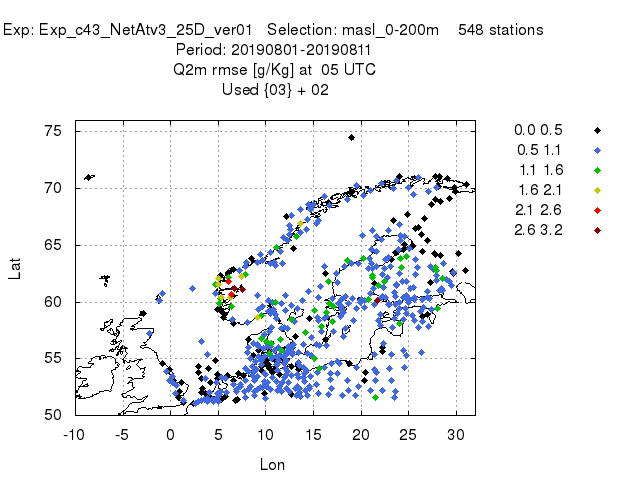 Exp: Exp_c43_NetAtv3_25D_ver01 Selection: masl_0-200m 548 stations
Period: 20190801-20190811
Q2m rmse [g/Kg] at 05 UTC
Used {03} + 02
75
70
65
60
55
50
Lat
-10 -5 0 5 10 15 20 25 30
Lon
0.0 0.5
0.5 1.1
1.1 1.6
1.6 2.1
2.1 2.6
2.6 3.2